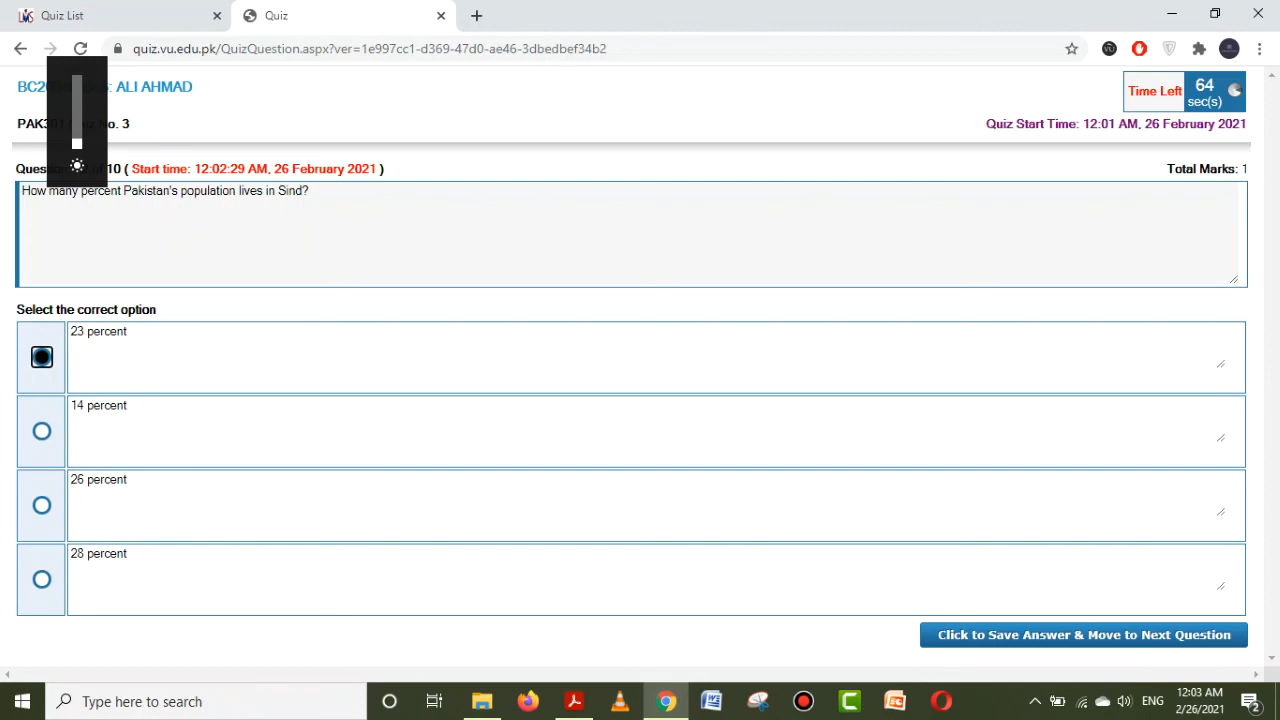 Quiz List
Quiz
quiz.vu.edu.pk/QuizQuestion.aspx?ver=1e997cc1-d369-47d0-ae46-3dbedbef34b2
ALI AHMAD
Time Left
64
sec(s)
No. 3
Quiz Start Time: 12:01 AM, 26 February 2021
of 10 ( Start time: 12:02:29 AM, 26 February 2021 )
Total Marks: 1
How many percent Pakistan's population lives in Sind?
Select the correct option
23 percent
14 percent
26 percent
28 percent
Click to Save Answer & Move to Next Question
Type here to search
ENG
12:03 AM
2/26/2021
2